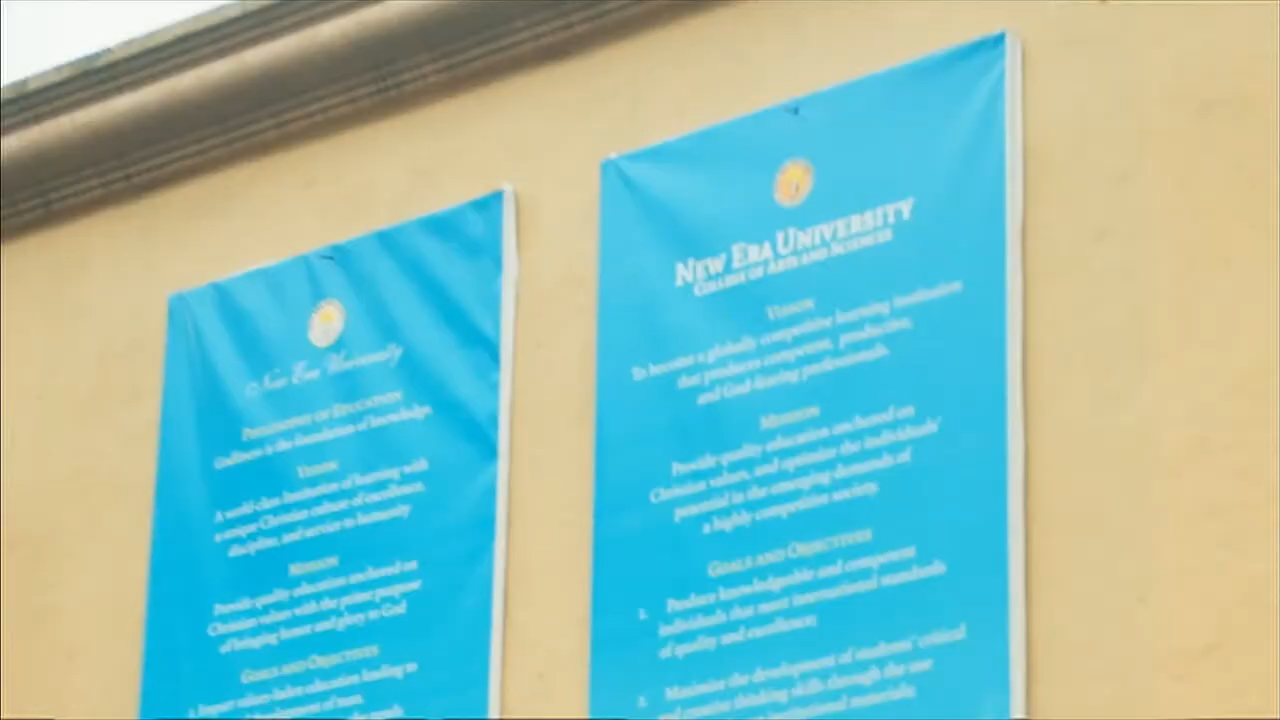 New Era University
PHILOSOPHY OF EDUCATION
Godliness is the foundation of knowledge.
VISION
A world-class institution of learning with
a unique Christian culture of excellence,
discipline, and service to humanity
MISSION
Provide quality education anchored on
Christian values with the prime purpose
of bringing honor and glory to God
GOALS AND OBJECTIVES
education leading to
NEW ERA UNIVERSITY
COLLEGE OF ARTS AND SCIENCES
VISION
To become a globally competitive learning institution
that produces competent, productive,
and God-fearing professionals.
MISSION
Provide quality education anchored on
Christian values, and optimize the individuals'
potential in the emerging demands of
a highly competitive society.
GOALS AND OBJECTIVES
1. Produce knowledgeable and competent
individuals that meet international standards
of quality and excellence;
2. Maximize the development of students' critical
and creative thinking skills through the use
instructional materials;